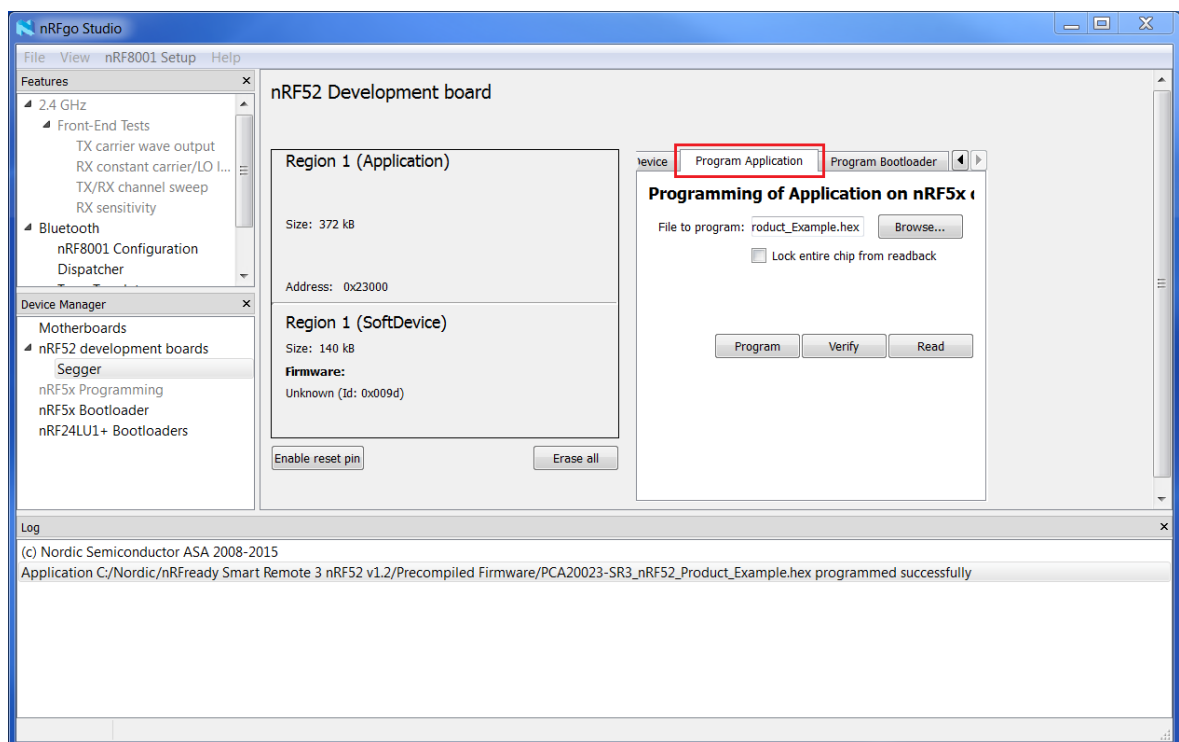 nRFgo Studio
File View nRF8001 Setup Help
Features
2.4 GHz
Front-End Tests
TX carrier wave output
RX constant carrier/LO l...
TX/RX channel sweep
RX sensitivity
Bluetooth
nRF8001 Configuration
Dispatcher
Device Manager
Motherboards
nRF52 development boards
Segger
nRF5x Programming
nRF5x Bootloader
nRF24LU1+ Bootloaders
nRF52 Development board
Region 1 (Application)
Size: 372 kB
Address: 0x23000
Region 1 (SoftDevice)
Size: 140 kB
Firmware:
Unknown (Id: 0x009d)
Enable reset pin Erase all
Program Application Program Bootloader
Programming of Application on nRF5x
File to program: roduct_Example.hex Browse...
Lock entire chip from readback
Program Verify Read
Log
(c) Nordic Semiconductor ASA 2008-2015
Application C:/Nordic/nRFready Smart Remote 3 nRF52 v1.2/Precompiled Firmware/PCA20023-SR3_nRF52_Product_Example.hex programmed successfully